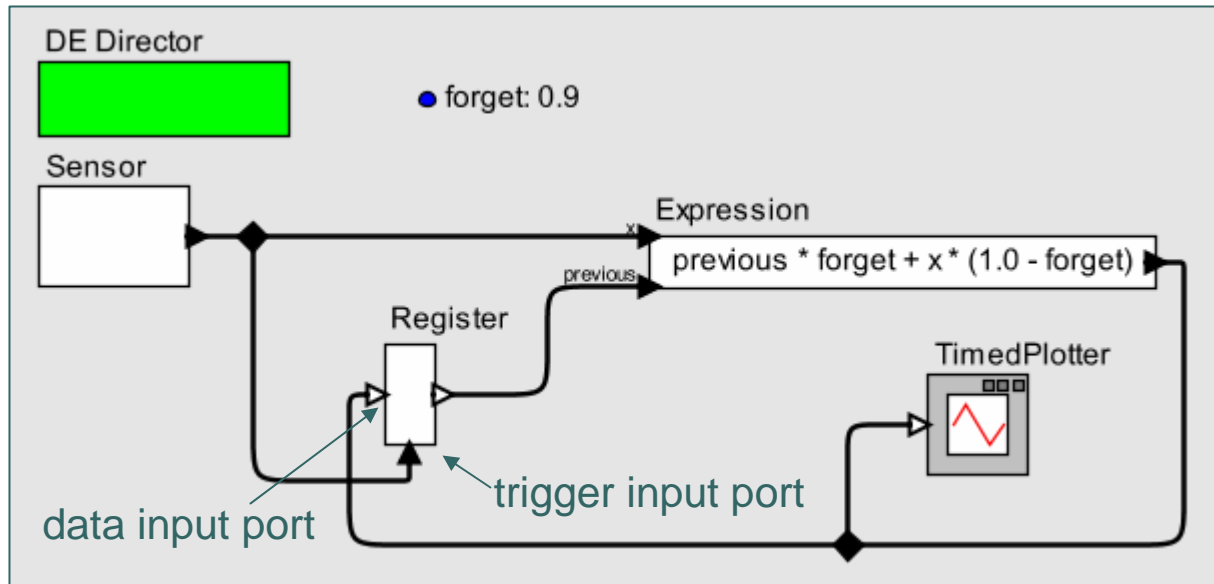 DE Director
forget: 0.9
Sensor
Expression
x
previous * forget + x * (1.0 - forget)
previous
Register
TimedPlotter
trigger input port
data input port